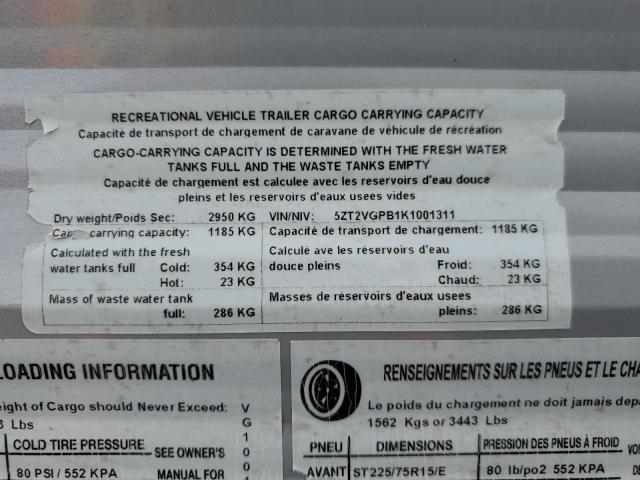 RECREATIONAL VEHICLE TRAILER CARGO CARRYING CAPACITY
Capacité de transport de chargement de caravane de véhicule de récréation
CARGO-CARRYING CAPACITY IS DETERMINED WITH THE FRESH WATER
TANKS FULL AND THE WASTE TANKS EMPTY
Capacité de chargement est calculee avec les reservoirs d'eau douce
pleins et les reservoirs d'eaux usees vides
Dry weight/Poids Sec: 2950 KG VIN/NIV: 5ZT2VGPB1K1001311
carrying capacity: 1185 KG Capacité de transport de chargement: 1185 KG
Calculated with the fresh Calculé ave les réservoirs d'eau
water tanks full Cold: 354 KG douce pleins Froid: 354 KG
Hot: 23 KG Chaud: 23 KG
Mass of waste water tank Masses de reservoirs d'eaux usees
full: 286 KG pleins: 286 KG
LOADING INFORMATION
eight of Cargo should Never Exceed: V
Lbs G
COLD TIRE PRESSURE SEE OWNER'S 1
80 PSI / 552 KPA MANUAL FOR
RENSEIGNEMENTS SUR LES PNEUS ET LE CHA
Le poids du chargement ne doit jamais depa
1562 Kgs or 3443 Lbs
PNEU DIMENSIONS PRESSION DES PNEUS À FROID VO
AVANT ST225/75R15/E 80 lb/po2 552 KPA